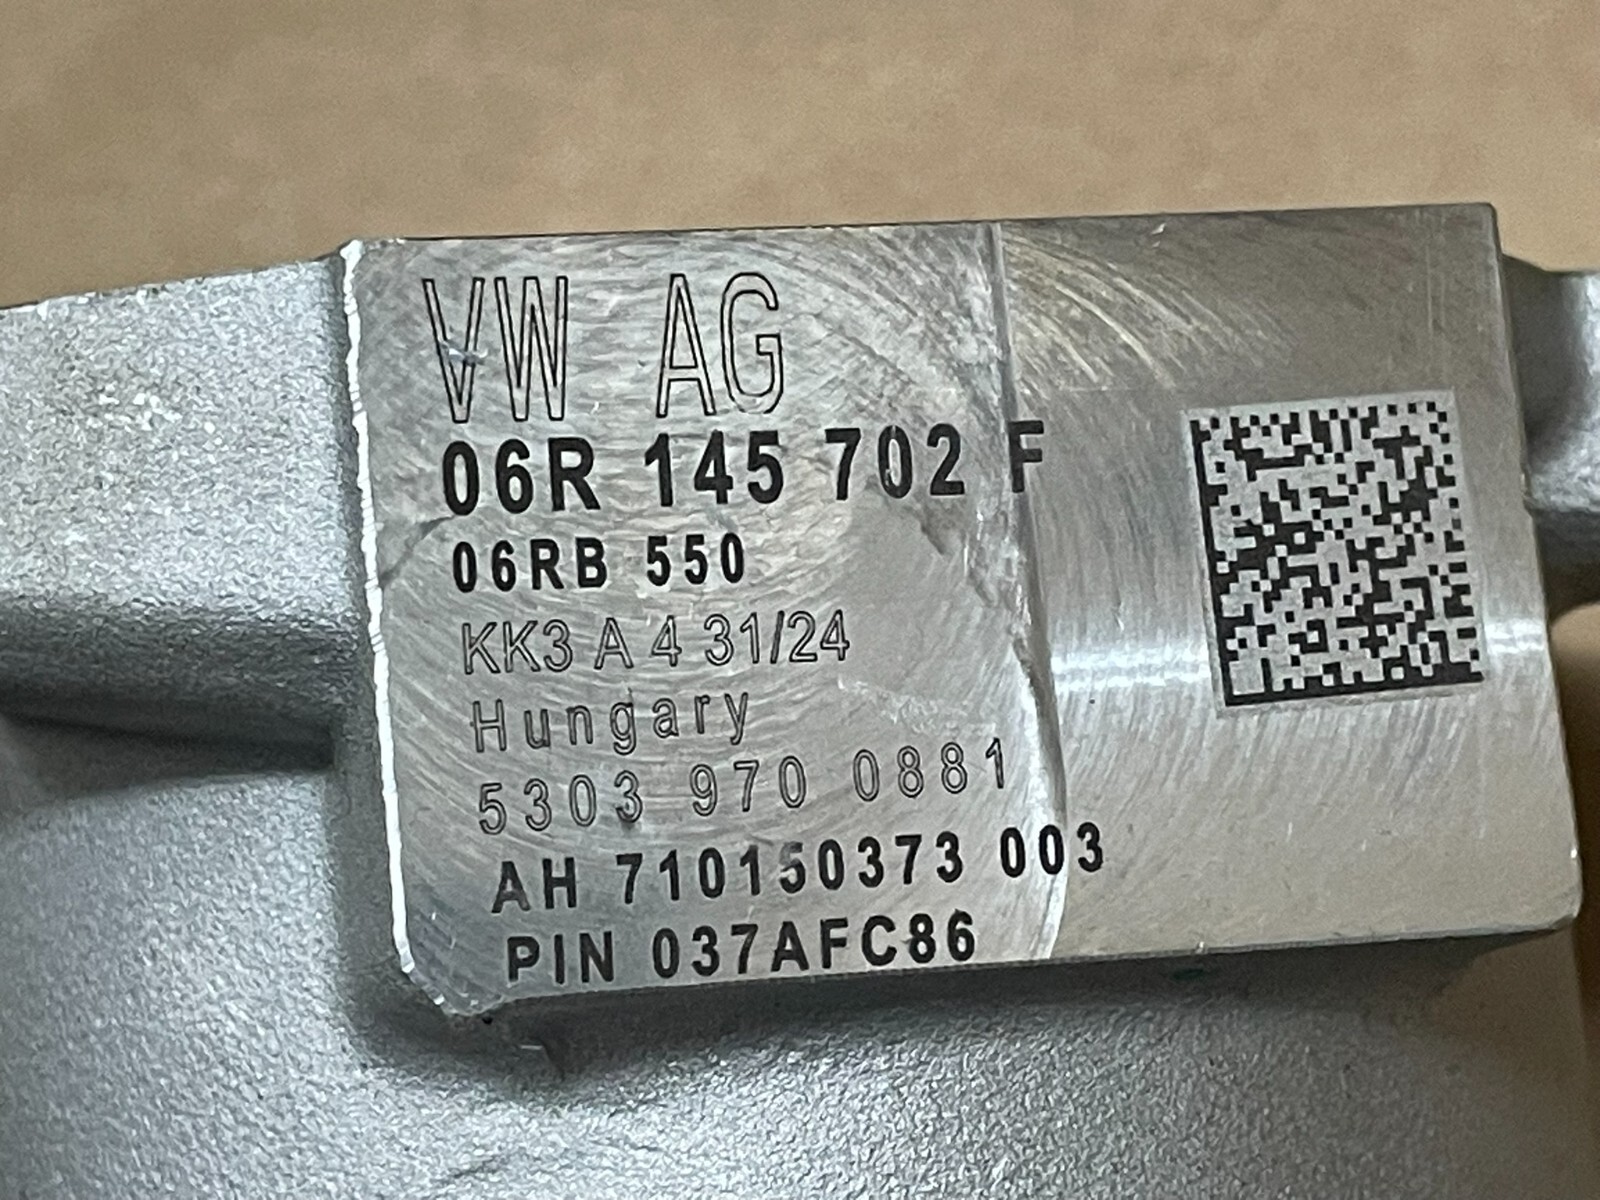 VW AG
06R 145 702 F
06RB 550
KK3 A 4 31/24
Hungary
5303 970 0881
AH 710150373 003
PIN 037AFC86